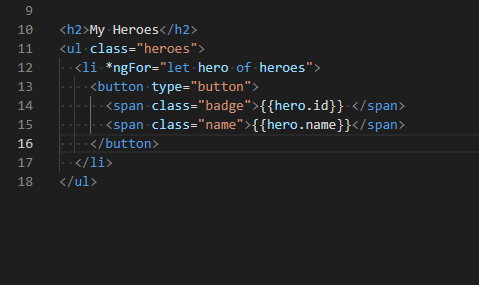 9
10 <h2>My Heroes</h2>
11 <ul class="heroes">
12   <li *ngFor="let hero of heroes">
13     <button type="button">
14       <span class="badge">{{hero.id}} </span>
15       <span class="name">{{hero.name}}</span>
16     </button>
17   </li>
18 </ul>